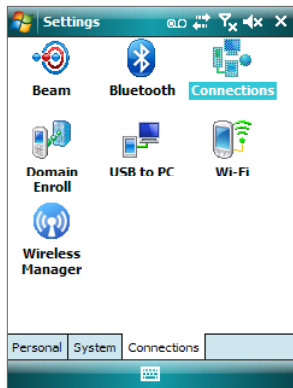 Settings
Beam Bluetooth Connections
Domain Enroll USB to PC Wi-Fi
Wireless Manager
Personal System Connections